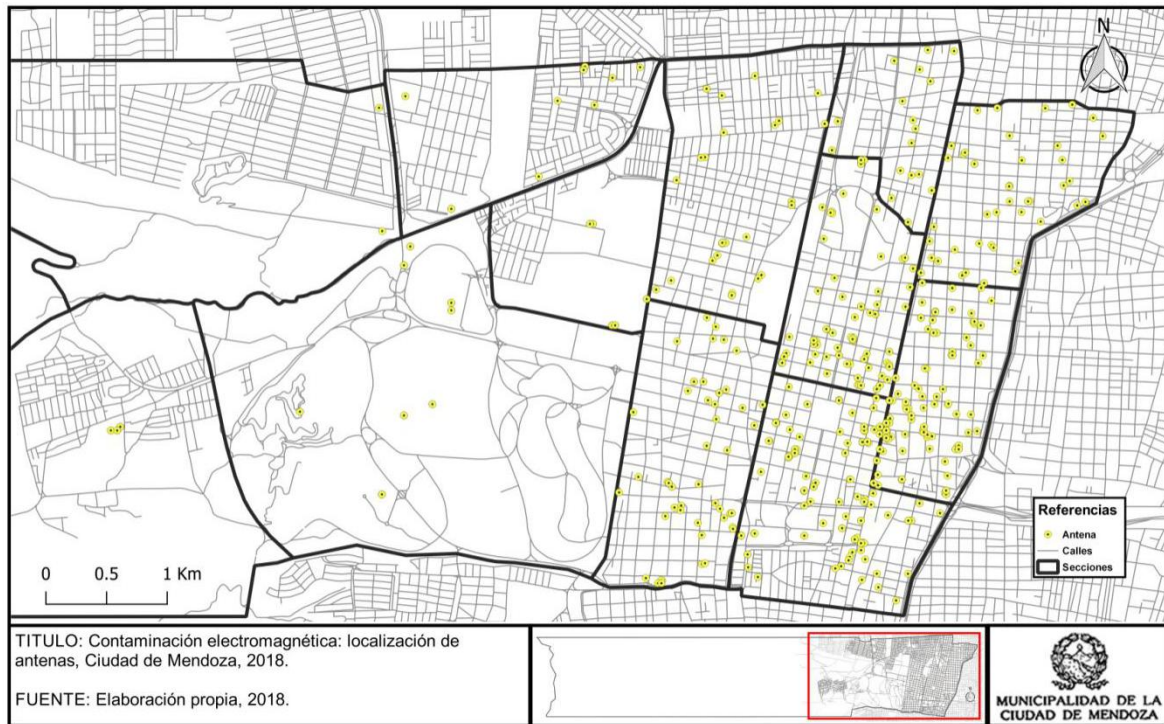 N
Referencias
Antena
Calles
Secciones
0 0.5 1 Km
TITULO: Contaminación electromagnética: localización de
antenas, Ciudad de Mendoza, 2018.
FUENTE: Elaboración propia, 2018.
MUNICIPALIDAD DE LA
CIUDAD DE MENDOZA